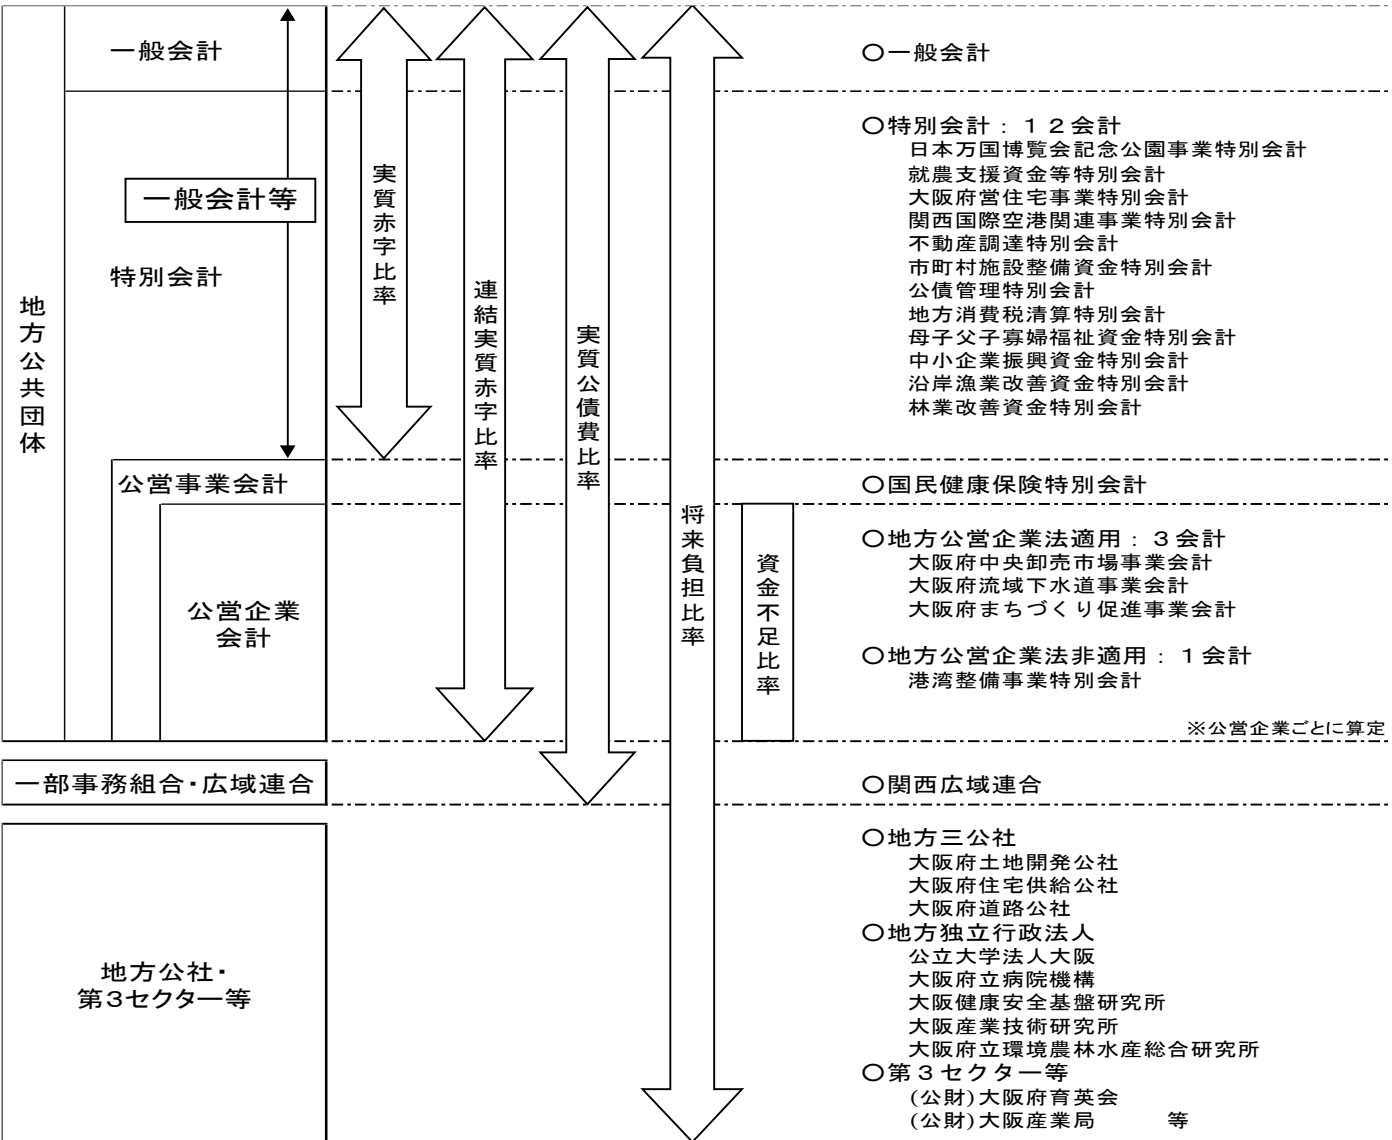 一般会計
一般会計等
特別会計
地方公共団体
公営事業会計
公営企業
会計
一部事務組合・広域連合
地方公社・
第3セクター等
実質赤字比率
連結実質赤字比率
実質公債費比率
将来負担比率
資金不足比率
〇一般会計
〇特別会計：１２会計
日本万国博覧会記念公園事業特別会計
就農支援資金等特別会計
大阪府営住宅事業特別会計
関西国際空港関連事業特別会計
不動産調達特別会計
市町村施設整備資金特別会計
公債管理特別会計
地方消費税清算特別会計
母子父子寡婦福祉資金特別会計
中小企業振興資金特別会計
沿岸漁業改善資金特別会計
林業改善資金特別会計
〇国民健康保険特別会計
〇地方公営企業法適用：３会計
大阪府中央卸売市場事業会計
大阪府流域下水道事業会計
大阪府まちづくり促進事業会計
〇地方公営企業法非適用：１会計
港湾整備事業特別会計
※公営企業ごとに算定
〇関西広域連合
〇地方三公社
大阪府土地開発公社
大阪府住宅供給公社
大阪府道路公社
〇地方独立行政法人
公立大学法人大阪
大阪府立病院機構
大阪健康安全基盤研究所
大阪産業技術研究所
大阪府立環境農林水産総合研究所
〇第３セクター等
(公財)大阪府育英会
(公財)大阪産業局　　　等